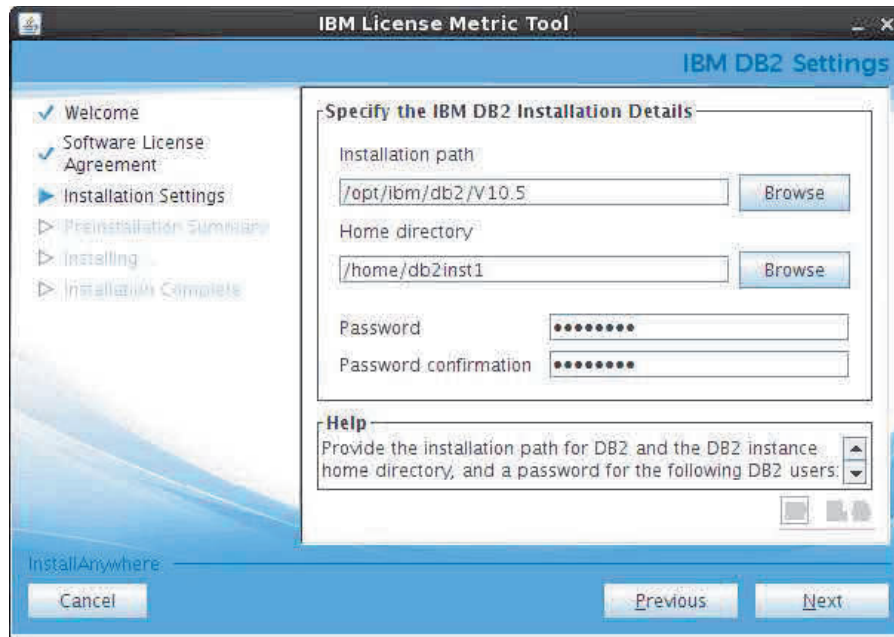 IBM License Metric Tool
IBM DB2 Settings
Welcome
Software License
Agreement
Installation Settings
Preinstallation Summary
Installing...
Installation Complete
Specify the IBM DB2 Installation Details
Installation path
/opt/ibm/db2/V10.5
Browse
Home directory
/home/db2inst1
Browse
Password
••••••••
Password confirmation
••••••••
Help
Provide the installation path for DB2 and the DB2 instance
home directory, and a password for the following DB2 users:
InstallAnywhere
Cancel
Previous
Next